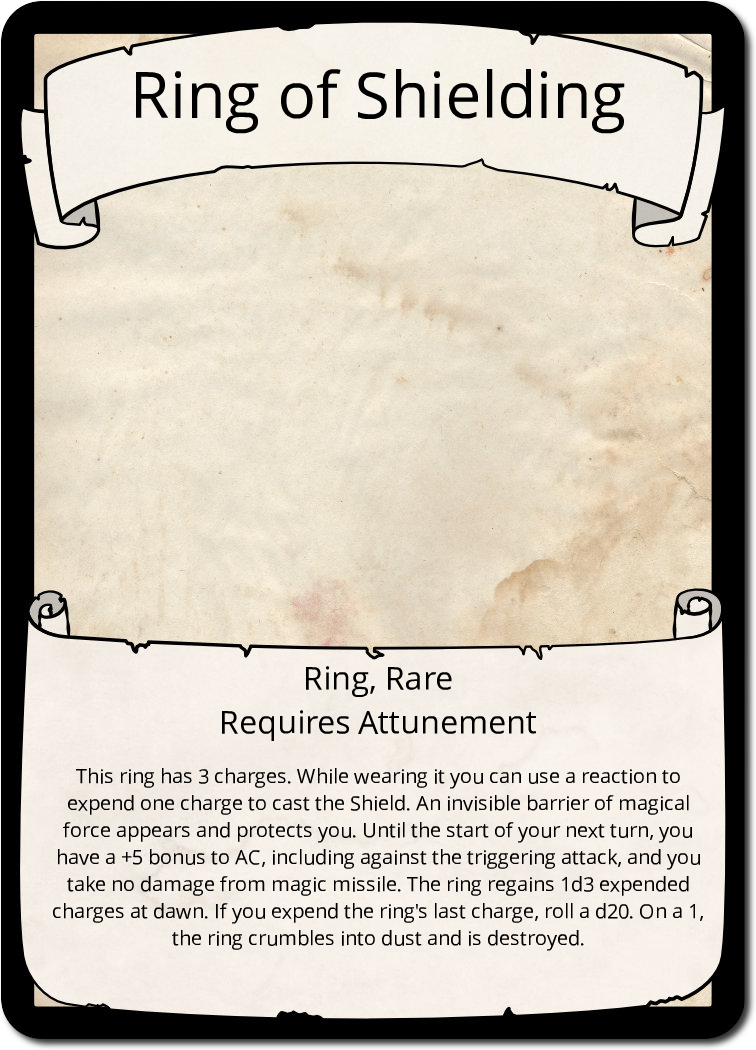 Ring of Shielding
Ring, Rare
Requires Attunement
This ring has 3 charges. While wearing it you can use a reaction to
expend one charge to cast the Shield. An invisible barrier of magical
force appears and protects you. Until the start of your next turn, you
have a +5 bonus to AC, including against the triggering attack, and you
take no damage from magic missile. The ring regains 1d3 expended
charges at dawn. If you expend the ring's last charge, roll a d20. On a 1,
the ring crumbles into dust and is destroyed.